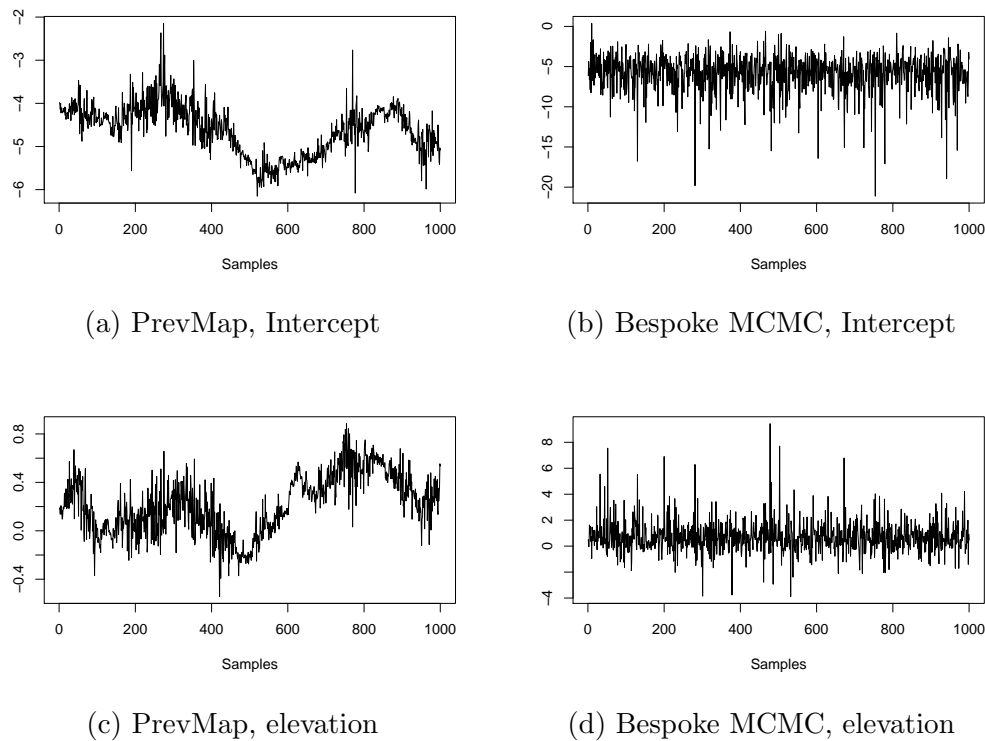 -2
-3
-4
-5
-6
0 200 400 600 800 1000
Samples
(a) PrevMap, Intercept
0
-5
-10
-15
-20
0 200 400 600 800 1000
Samples
(b) Bespoke MCMC, Intercept
0.8
0.4
0.0
-0.4
0 200 400 600 800 1000
Samples
(c) PrevMap, elevation
8
6
4
2
0
-4
0 200 400 600 800 1000
Samples
(d) Bespoke MCMC, elevation